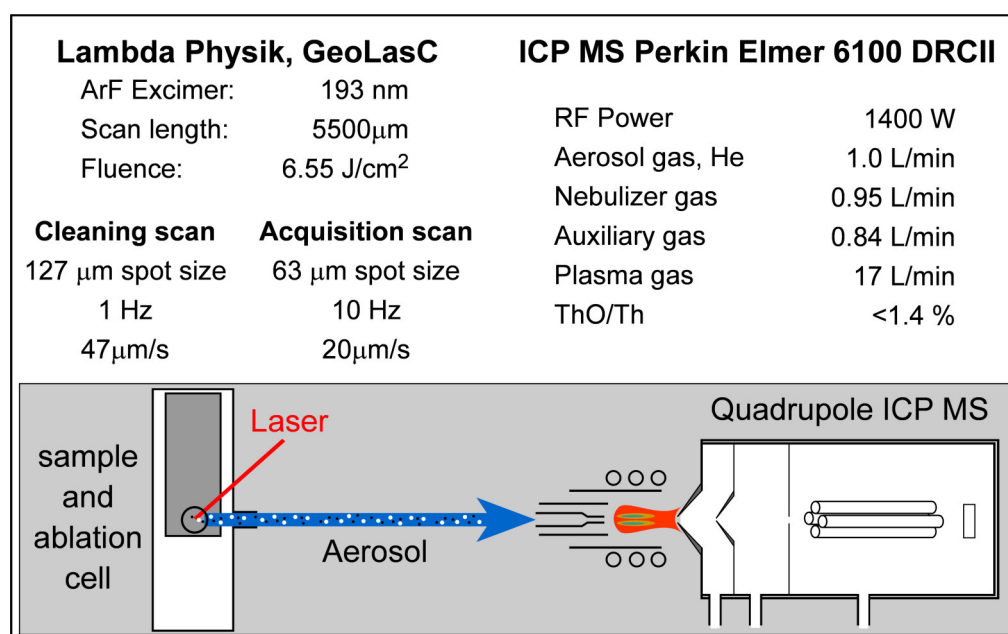 Lambda Physik, GeoLasC
ArF Excimer: 193 nm
Scan length: 5500μm
Fluence: 6.55 J/cm²
Cleaning scan Acquisition scan
127 μm spot size 63 μm spot size
1 Hz 10 Hz
47μm/s 20μm/s
ICP MS Perkin Elmer 6100 DRCII
RF Power 1400 W
Aerosol gas, He 1.0 L/min
Nebulizer gas 0.95 L/min
Auxiliary gas 0.84 L/min
Plasma gas 17 L/min
ThO/Th <1.4 %
sample
and
ablation
cell
Laser
Aerosol
Quadrupole ICP MS